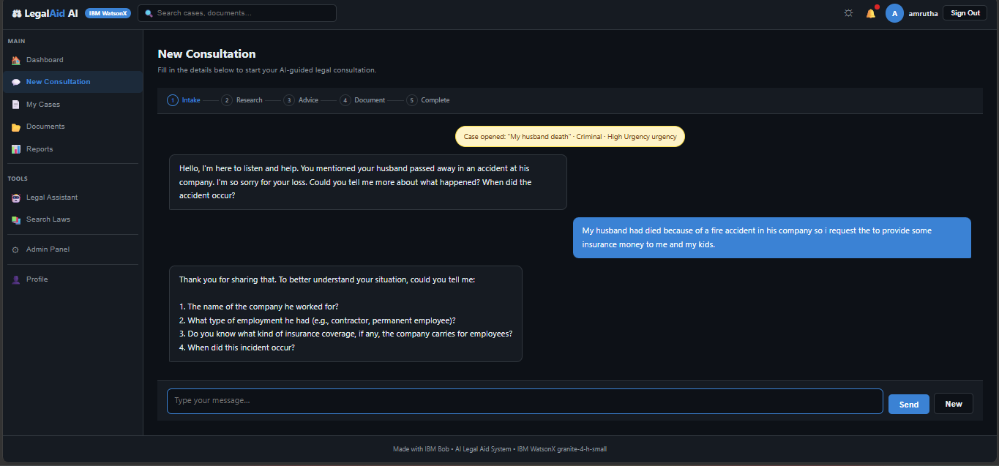 LegalAid AI IBM WatsonX Search cases, documents... A amrutha Sign Out
MAIN
Dashboard
New Consultation
My Cases
Documents
Reports
TOOLS
Legal Assistant
Search Laws
Admin Panel
Profile
New Consultation
Fill in the details below to start your AI-guided legal consultation.
1 Intake 2 Research 3 Advice 4 Document 5 Complete
Case opened: "My husband death" · Criminal · High Urgency urgency
Hello, I'm here to listen and help. You mentioned your husband passed away in an accident at his
company. I'm so sorry for your loss. Could you tell me more about what happened? When did the
accident occur?
My husband had died because of a fire accident in his company so i request the to provide some
insurance money to me and my kids.
Thank you for sharing that. To better understand your situation, could you tell me:
1. The name of the company he worked for?
2. What type of employment he had (e.g., contractor, permanent employee)?
3. Do you know what kind of insurance coverage, if any, the company carries for employees?
4. When did this incident occur?
Type your message...
Send
New
Made with IBM Bob • AI Legal Aid System • IBM WatsonX granite-4-h-small